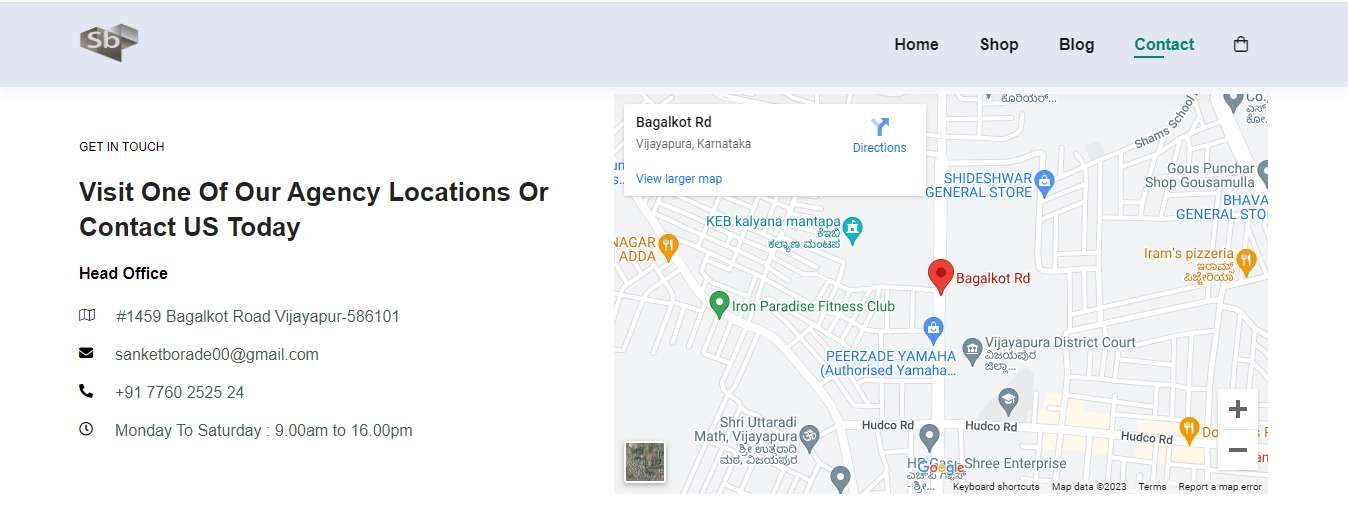 Sb
Home
Shop
Blog
Contact
GET IN TOUCH
Visit One Of Our Agency Locations Or
Contact US Today
Head Office
#1459 Bagalkot Road Vijayapur-586101
sanketborade00@gmail.com
+91 7760 2525 24
Monday To Saturday : 9.00am to 16.00pm
Bagalkot Rd
Vijayapura, Karnataka
Directions
View larger map
ಕೊರಿಯರ್...
Co.,
ಎಸ್
ಕೋ..
Shams School
Gous Punchar
Shop Gousamulla
SHIDESHWAR
GENERAL STORE
BHAVA
GENERAL STO
KEB kalyana mantapa
ಕೆಇಬಿ
ಕಲ್ಯಾಣ ಮಂಟಪ
NAGAR
ADDA
Iram's pizzeria
ಇರಾಮ್ಸ್
ಪಿಜ್ಜೇರಿಯಾ
Bagalkot Rd
Iron Paradise Fitness Club
PEERZADE YAMAHA
(Authorised Yamaha...
Vijayapura District Court
ವಿಜಯಪುರ
ಜಿಲ್ಲಾ...
Shri Uttaradi
Math, Vijayapura
ಶ್ರೀ ಉತ್ತರಾದಿ
ಮಠ, ವಿಜಯಪುರ
Hudco Rd
Hudco Rd
Hudco Rd
Shree Enterprise
- ಶ್ರೀ...
Google
Keyboard shortcuts
Map data ©2023
Terms
Report a map error